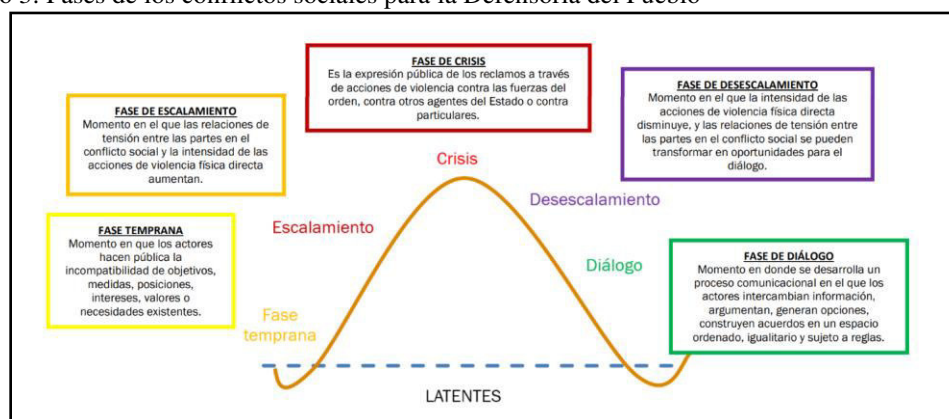 o 3: Fases de los conflictos sociales para la Defensoría del Pueblo
FASE DE CRISIS
Es la expresión pública de los reclamos a través
de acciones de violencia contra las fuerzas del
orden, contra otros agentes del Estado o contra
particulares.
FASE DE ESCALAMIENTO
Momento en el que las relaciones de
tensión entre las partes en el
conflicto social y la intensidad de las
acciones de violencia física directa
aumentan.
FASE DE DESESCALAMIENTO
Momento en el que la intensidad de las
acciones de violencia física directa
disminuye, y las relaciones de tensión entre
las partes en el conflicto social se pueden
transformar en oportunidades para el
diálogo.
Crisis
Desescalamiento
Escalamiento
FASE TEMPRANA
Momento en que los actores
hacen pública la
incompatibilidad de objetivos,
medidas, posiciones,
intereses, valores o
necesidades existentes.
Diálogo
FASE DE DIÁLOGO
Momento en donde se desarrolla un
proceso comunicacional en el que los
actores intercambian información,
argumentan, generan opciones,
construyen acuerdos en un espacio
ordenado, igualitario y sujeto a reglas.
Fase
temprana
LATENTES